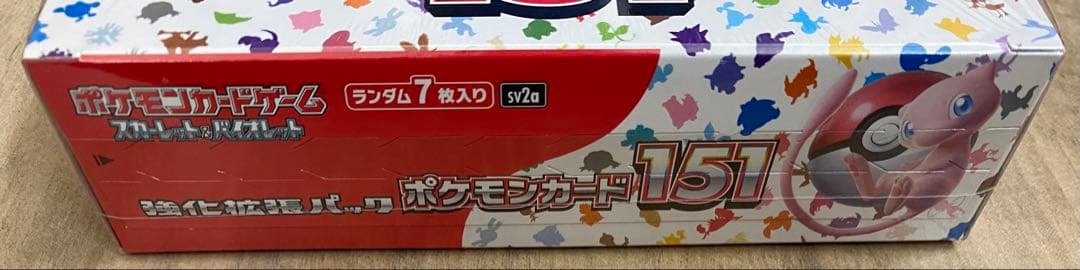 151
ポケモンカードゲーム
スカーレット&バイオレット
ランダム7枚入り
sv2a
強化拡張パック
ポケモンカード151